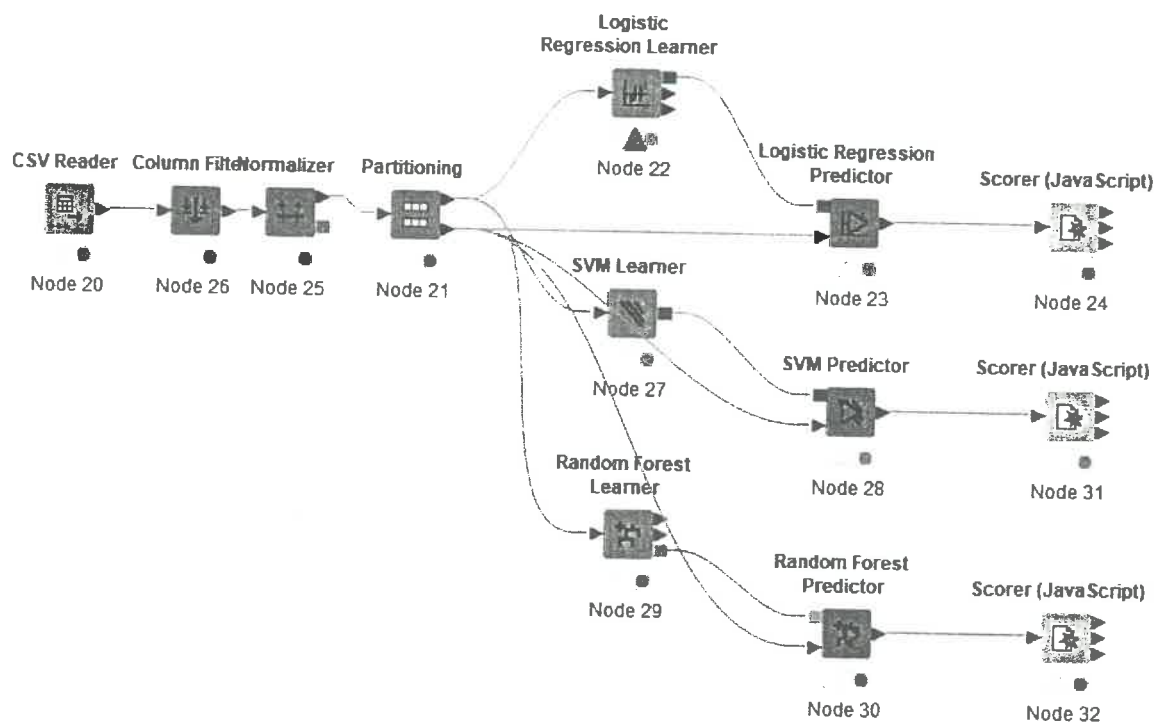 Logistic
Regression Learner
Node 22
CSV Reader
Node 20
Column Filter
Node 26
Normalizer
Node 25
Partitioning
Node 21
Logistic Regression
Predictor
Node 23
Scorer (JavaScript)
Node 24
SVM Learner
Node 27
SVM Predictor
Node 28
Scorer (JavaScript)
Node 31
Random Forest
Learner
Node 29
Random Forest
Predictor
Node 30
Scorer (JavaScript)
Node 32